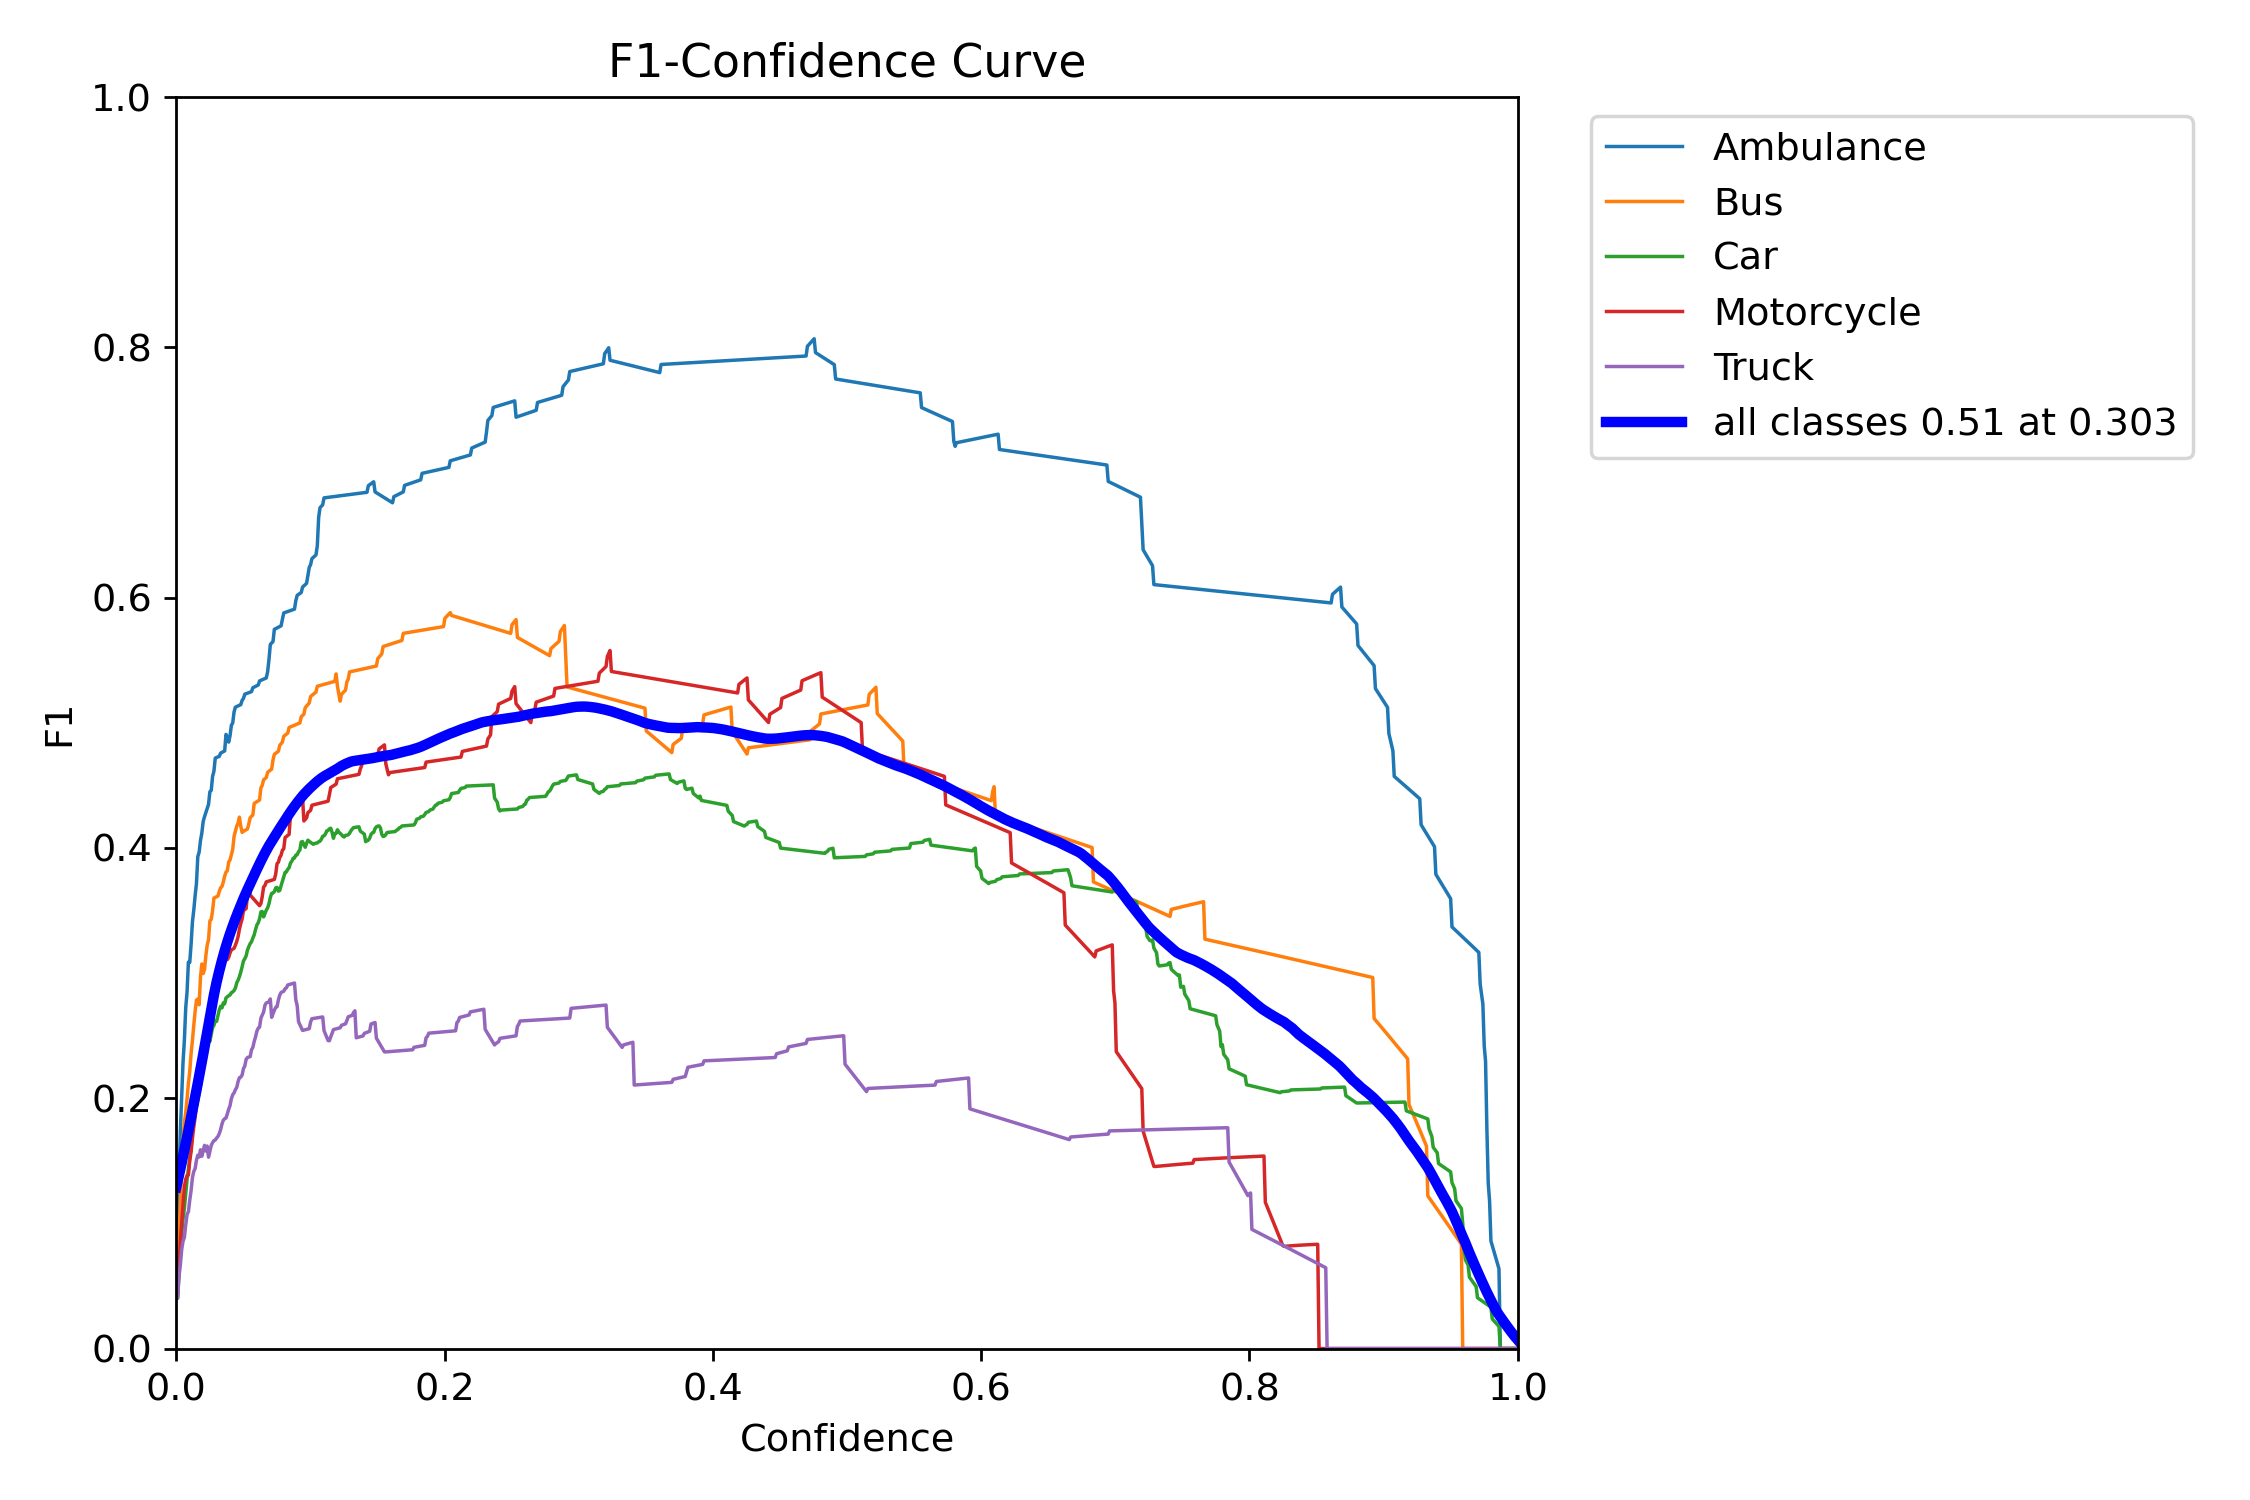 F1-Confidence Curve
1.0
0.8
0.6
0.4
0.2
0.0
F1
0.0 0.2 0.4 0.6 0.8 1.0
Confidence
Ambulance
Bus
Car
Motorcycle
Truck
all classes 0.51 at 0.303